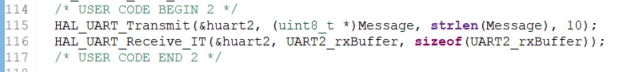 114 /* USER CODE BEGIN 2 */
115 HAL_UART_Transmit(&huart2, (uint8_t *)Message, strlen(Message), 10);
116 HAL_UART_Receive_IT(&huart2, UART2_rxBuffer, sizeof(UART2_rxBuffer));
117 /* USER CODE END 2 */